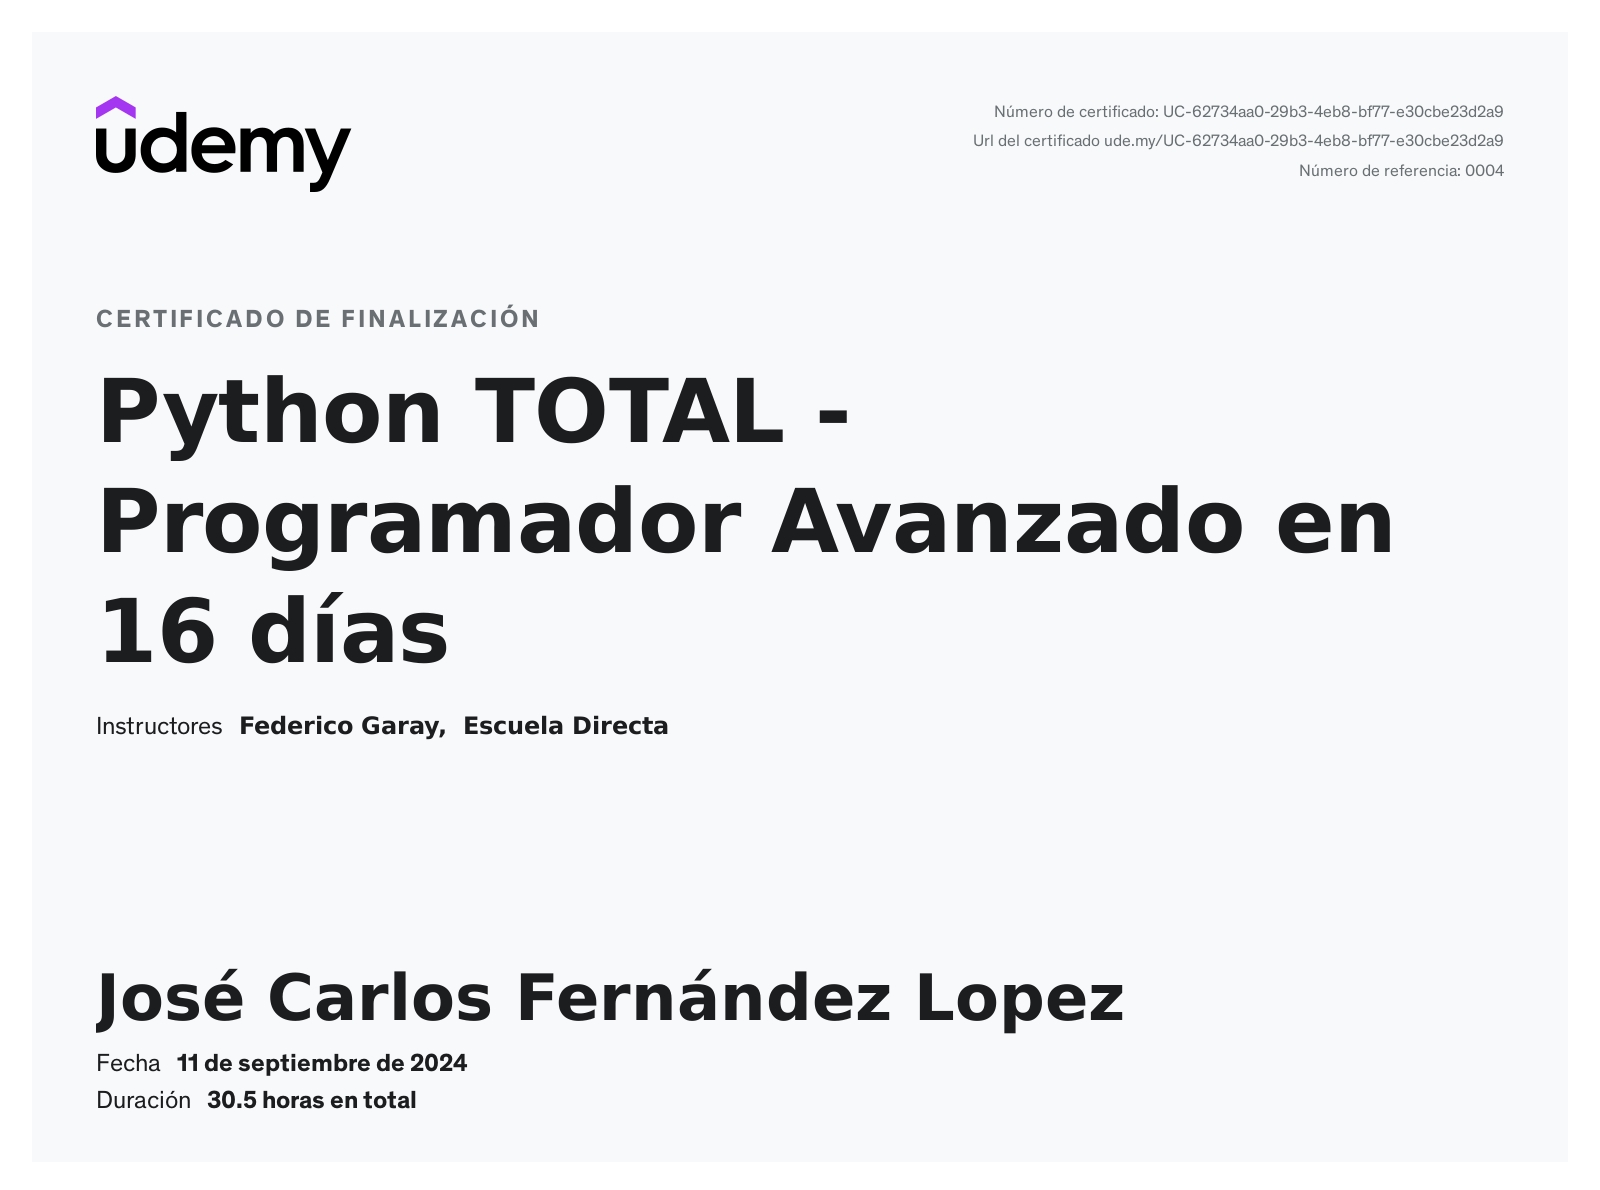 udemy
Número de certificado: UC-62734aa0-29b3-4eb8-bf77-e30cbe23d2a9
Url del certificado ude.my/UC-62734aa0-29b3-4eb8-bf77-e30cbe23d2a9
Número de referencia: 0004
CERTIFICADO DE FINALIZACIÓN
Python TOTAL -
Programador Avanzado en
16 días
Instructores Federico Garay, Escuela Directa
José Carlos Fernández Lopez
Fecha 11 de septiembre de 2024
Duración 30.5 horas en total